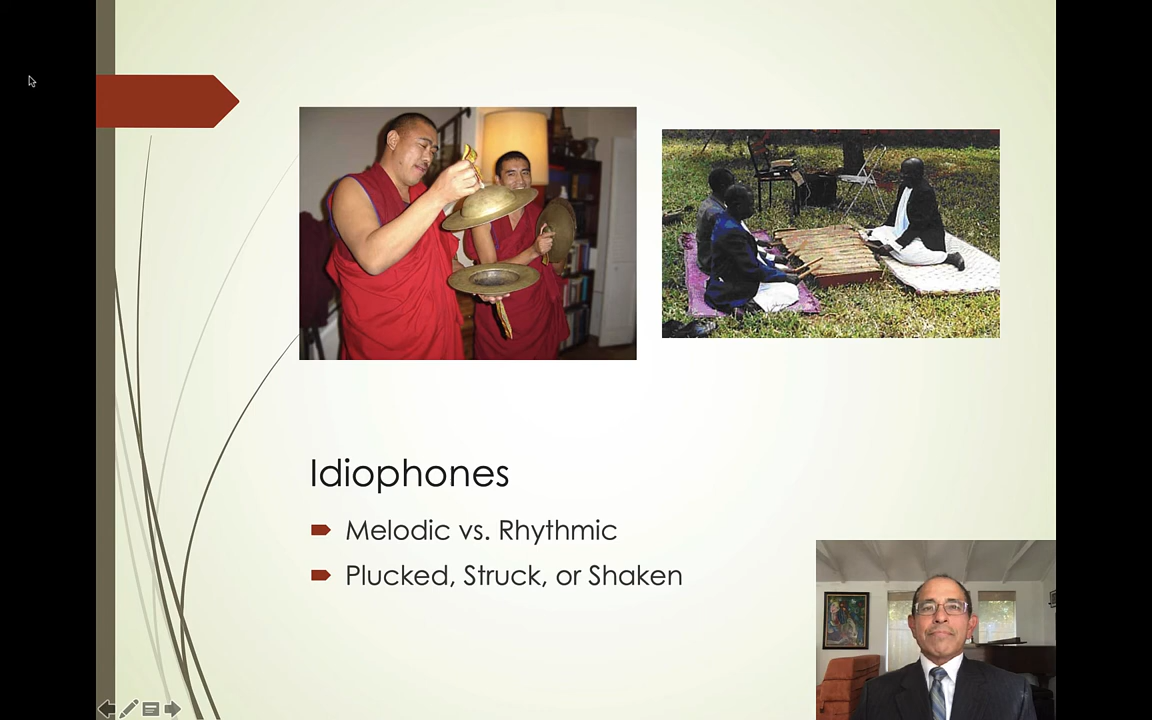 Idiophones
Melodic vs. Rhythmic
Plucked, Struck, or Shaken